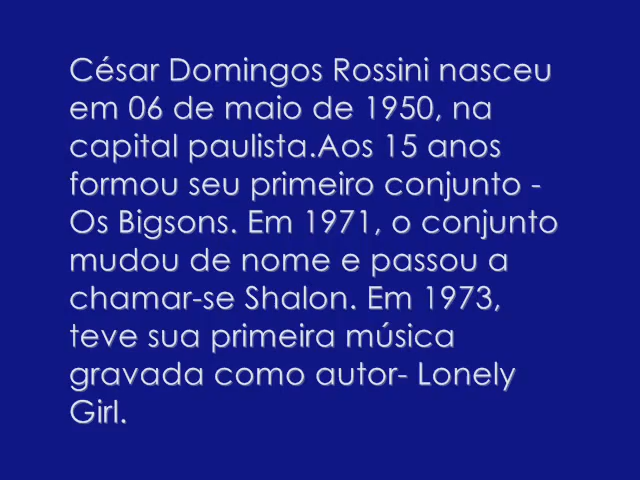 César Domingos Rossini nasceu
em 06 de maio de 1950, na
capital paulista.Aos 15 anos
formou seu primeiro conjunto -
Os Bigsons. Em 1971, o conjunto
mudou de nome e passou a
chamar-se Shalon. Em 1973,
teve sua primeira música
gravada como autor- Lonely
Girl.